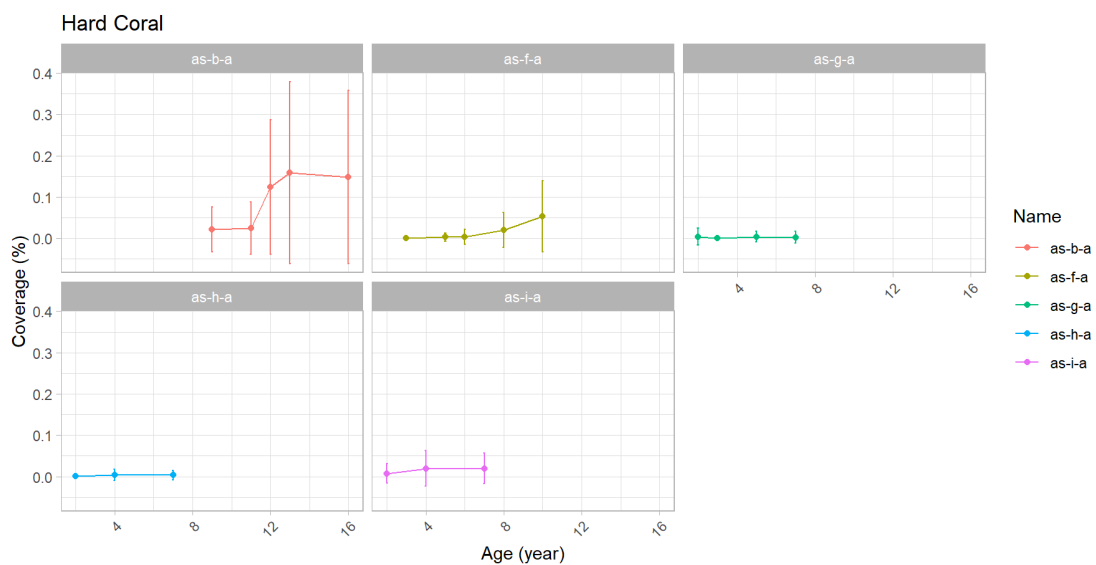 Hard Coral
as-b-a
as-f-a
as-g-a
0.4
0.3
0.2
0.1
0.0
4
8
12
16
as-h-a
as-i-a
0.4
0.3
0.2
0.1
0.0
4
8
12
16
4
8
12
16
Coverage (%)
Age (year)
Name
as-b-a
as-f-a
as-g-a
as-h-a
as-i-a